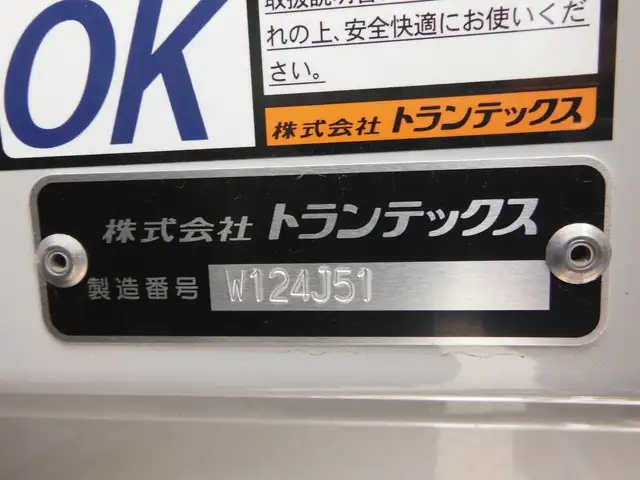 OK
取扱説明書
れの上、安全快適にお使いくだ
さい。
株式会社 トランテックス
株式会社 トランテックス
製造番号 W124J51